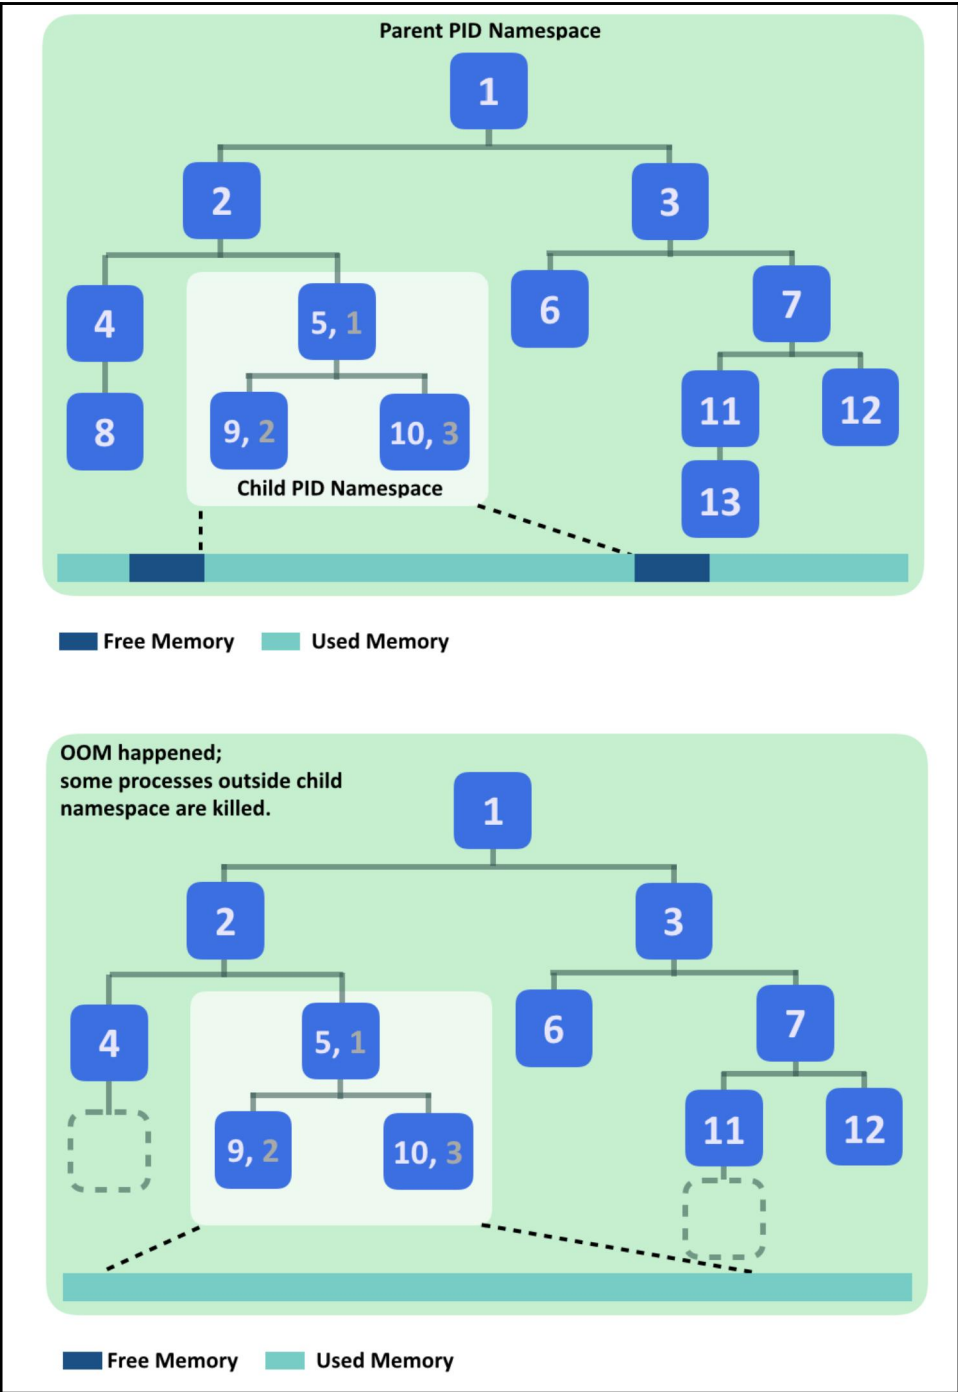 Parent PID Namespace
1
2
3
4
5, 1
6
7
8
9, 2
10, 3
11
12
13
Child PID Namespace
Free Memory
Used Memory
OOM happened;
some processes outside child
namespace are killed.
1
2
3
4
5, 1
6
7
9, 2
10, 3
11
12
Free Memory
Used Memory